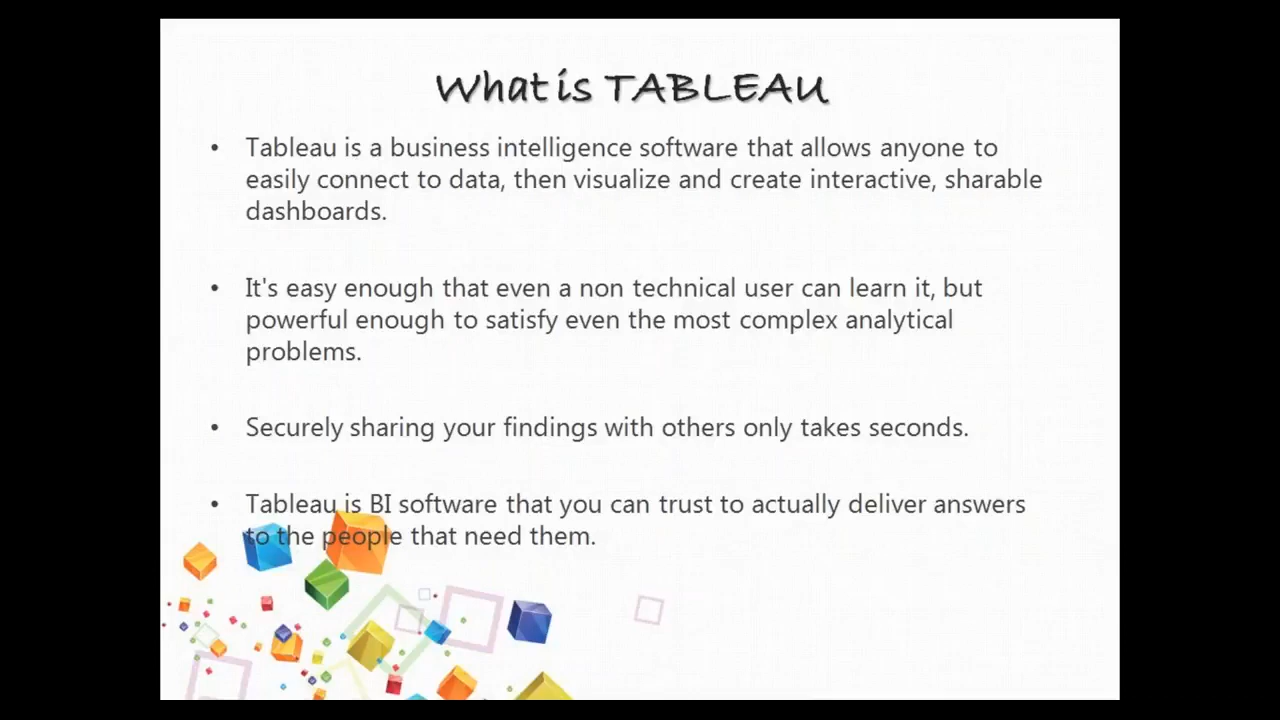 What is TABLEAU
• Tableau is a business intelligence software that allows anyone to
easily connect to data, then visualize and create interactive, sharable
dashboards.
• It's easy enough that even a non technical user can learn it, but
powerful enough to satisfy even the most complex analytical
problems.
• Securely sharing your findings with others only takes seconds.
• Tableau is BI software that you can trust to actually deliver answers
to the people that need them.